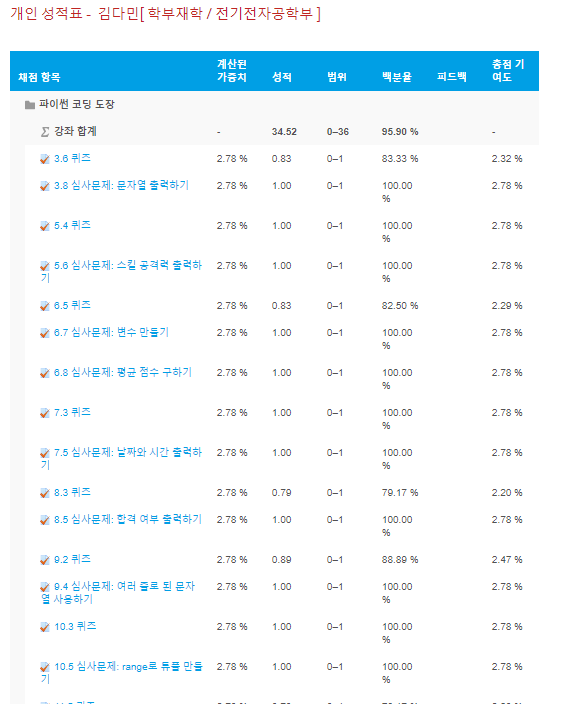 개인 성적표 - 김다민[ 학부재학 / 전기전자공학부 ]
채점 항목 계산된 가중치 성적 범위 백분율 피드백 총점 기여도
파이썬 코딩 도장
강좌 합계 - 34.52 0–36 95.90 % -
3.6 퀴즈 2.78 % 0.83 0–1 83.33 % 2.32 %
3.8 심사문제: 문자열 출력하기 2.78 % 1.00 0–1 100.00 % 2.78 %
5.4 퀴즈 2.78 % 1.00 0–1 100.00 % 2.78 %
5.6 심사문제: 스킬 공격력 출력하기 2.78 % 1.00 0–1 100.00 % 2.78 %
6.5 퀴즈 2.78 % 0.83 0–1 82.50 % 2.29 %
6.7 심사문제: 변수 만들기 2.78 % 1.00 0–1 100.00 % 2.78 %
6.8 심사문제: 평균 점수 구하기 2.78 % 1.00 0–1 100.00 % 2.78 %
7.3 퀴즈 2.78 % 1.00 0–1 100.00 % 2.78 %
7.5 심사문제: 날짜와 시간 출력하기 2.78 % 1.00 0–1 100.00 % 2.78 %
8.3 퀴즈 2.78 % 0.79 0–1 79.17 % 2.20 %
8.5 심사문제: 합격 여부 출력하기 2.78 % 1.00 0–1 100.00 % 2.78 %
9.2 퀴즈 2.78 % 0.89 0–1 88.89 % 2.47 %
9.4 심사문제: 여러 줄로 된 문자열 사용하기 2.78 % 1.00 0–1 100.00 % 2.78 %
10.3 퀴즈 2.78 % 1.00 0–1 100.00 % 2.78 %
10.5 심사문제: range로 튜플 만들기 2.78 % 1.00 0–1 100.00 % 2.78 %